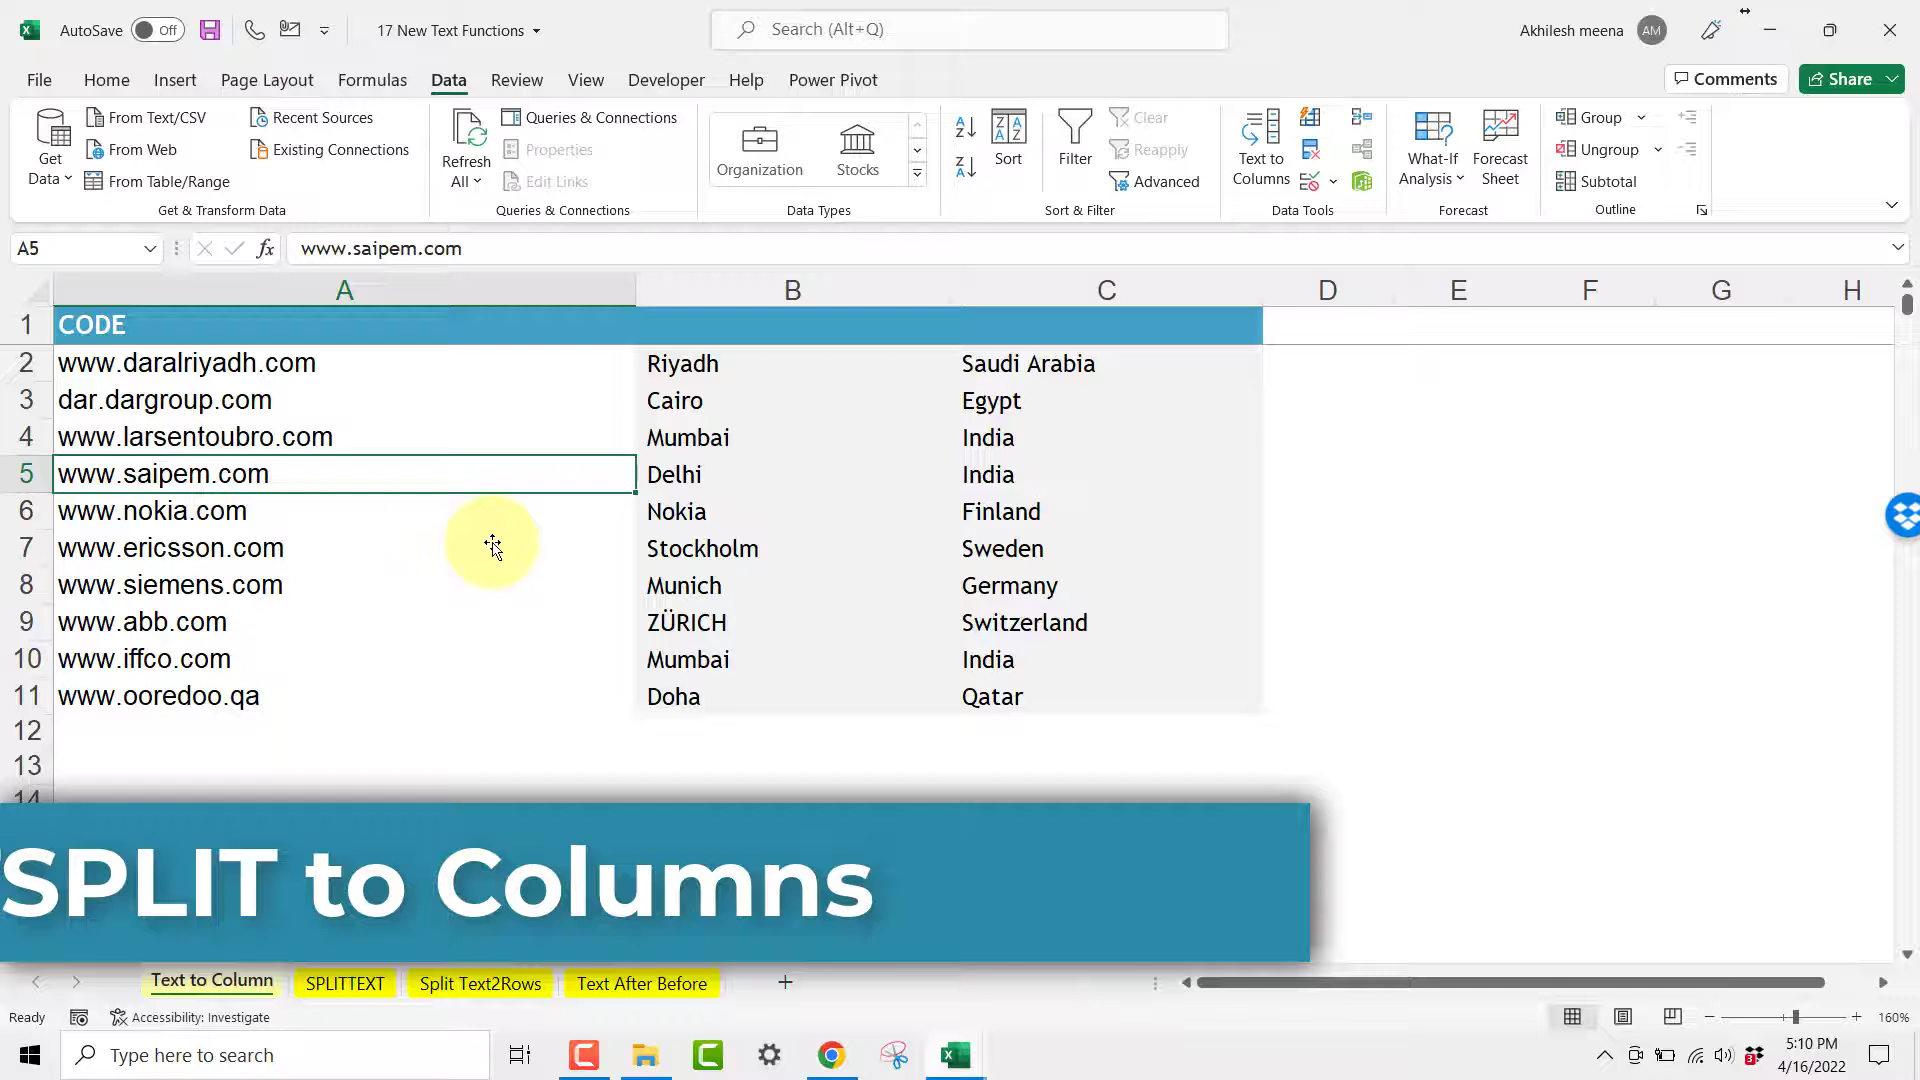 AutoSave Off 17 New Text Functions Search (Alt+Q) Akhilesh meena AM
File Home Insert Page Layout Formulas Data Review View Developer Help Power Pivot Comments Share
Get Data
From Text/CSV
From Web
From Table/Range
Recent Sources
Existing Connections
Get & Transform Data
Refresh All
Queries & Connections
Properties
Edit Links
Queries & Connections
Organization Stocks
Data Types
Sort
Filter
Clear
Reapply
Advanced
Sort & Filter
Text to Columns
Data Tools
What-If Analysis
Forecast Sheet
Forecast
Group
Ungroup
Subtotal
Outline
A5 fx www.saipem.com
A B C D E F G H
1 CODE
2 www.daralriyadh.com Riyadh Saudi Arabia
3 dar.dargroup.com Cairo Egypt
4 www.larsentoubro.com Mumbai India
5 www.saipem.com Delhi India
6 www.nokia.com Nokia Finland
7 www.ericsson.com Stockholm Sweden
8 www.siemens.com Munich Germany
9 www.abb.com ZÜRICH Switzerland
10 www.iffco.com Mumbai India
11 www.ooredoo.qa Doha Qatar
12
13
14
SPLIT to Columns
Text to Column SPLITTEXT Split Text2Rows Text After Before
Ready Accessibility: Investigate 160%
Type here to search
5:10 PM
4/16/2022